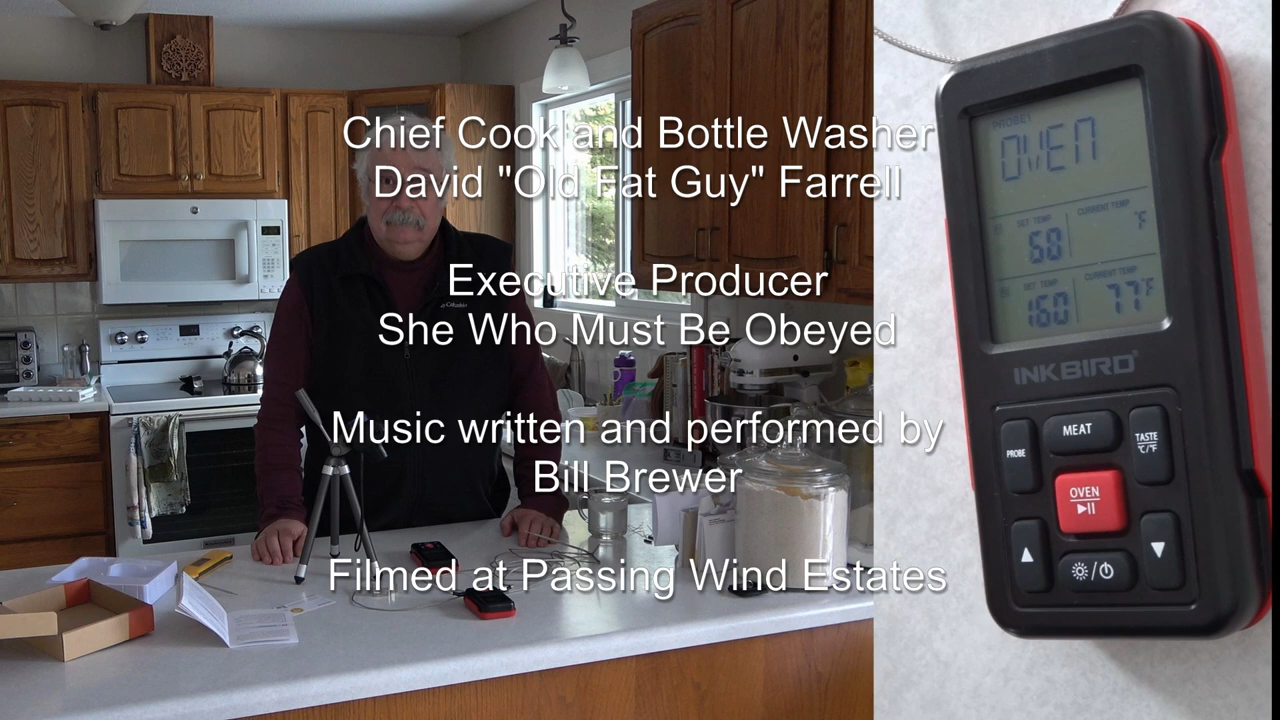 Chief Cook and Bottle Washer
David "Old Fat Guy" Farrell
Executive Producer
She Who Must Be Obeyed
Music written and performed by
Bill Brewer
Filmed at Passing Wind Estates
Columbia
PROBE1
OVEN
SET TEMP CURRENT TEMP
68 °F
SET TEMP CURRENT TEMP
160 77°F
INKBIRD
PROBE MEAT TASTE
°C/°F
OVEN